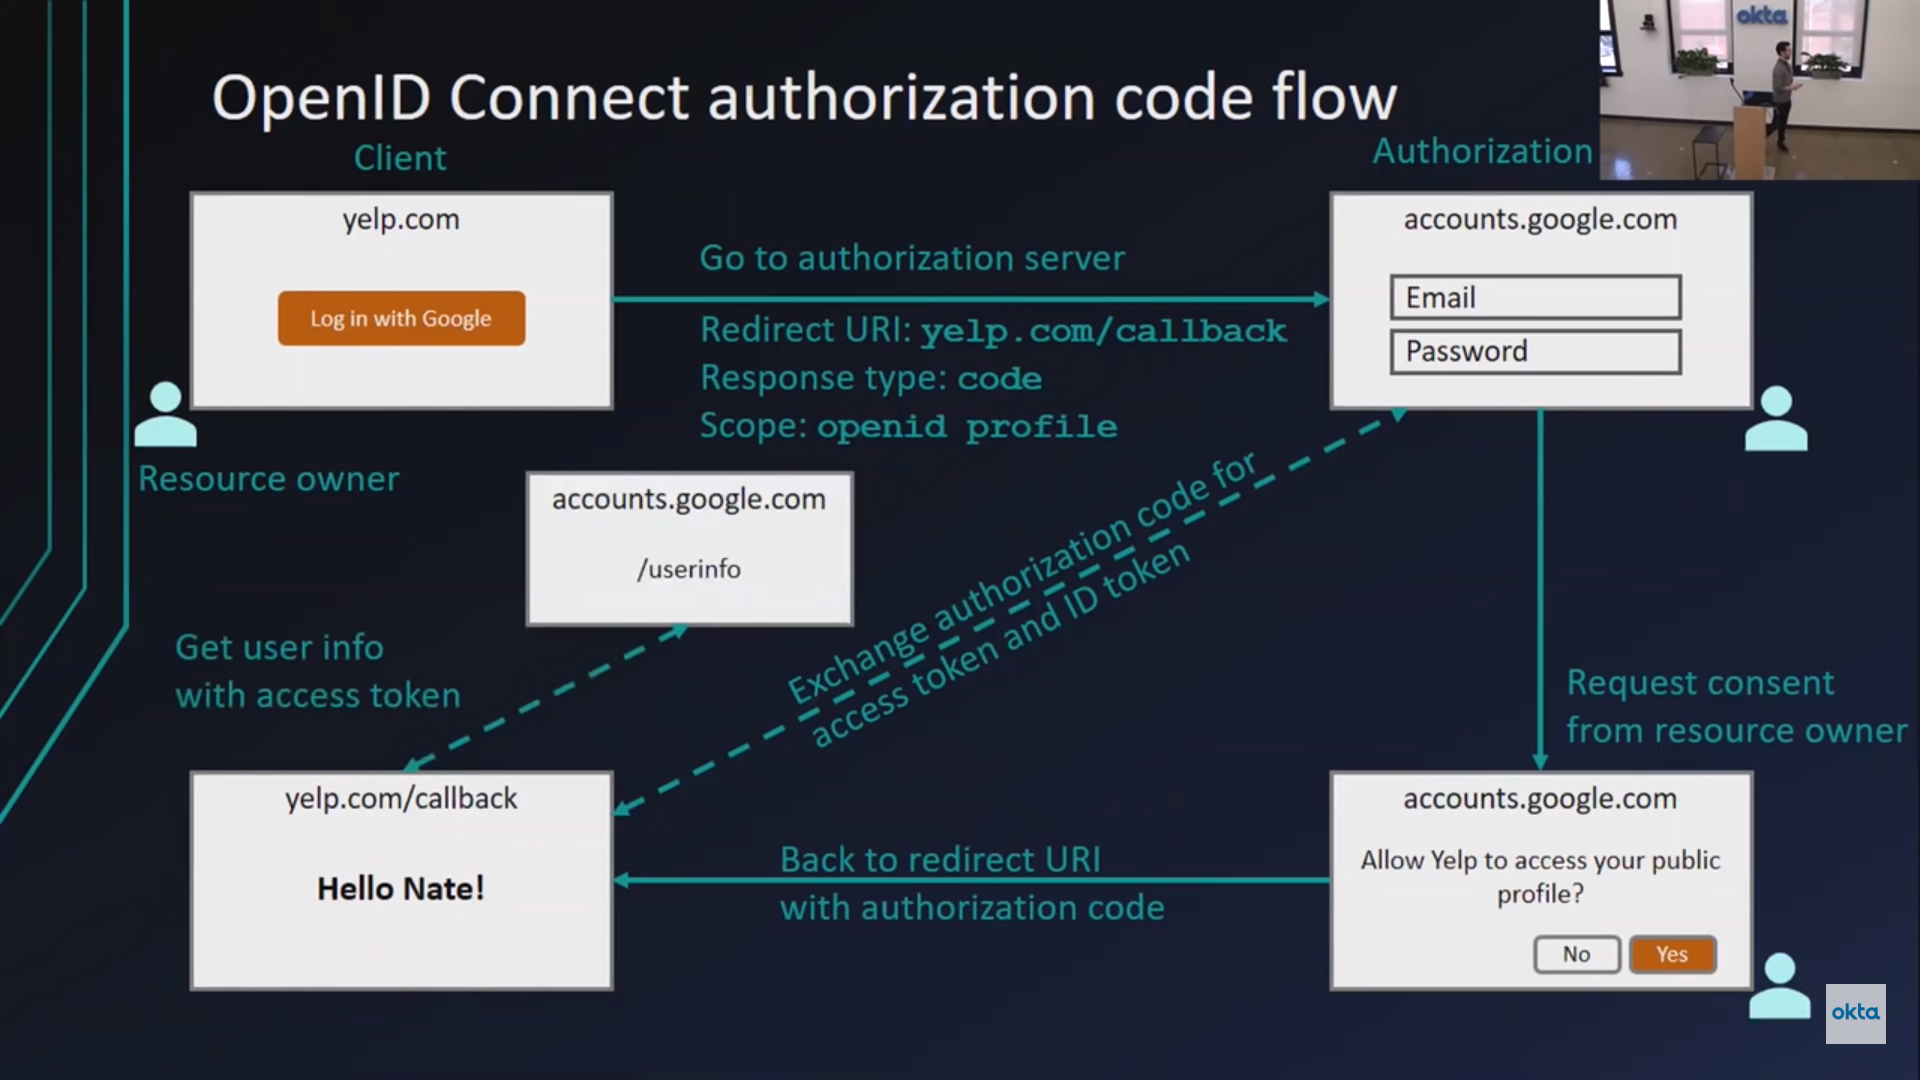 okta
OpenID Connect authorization code flow
Client
Authorization
yelp.com
Log in with Google
Go to authorization server
Redirect URI: yelp.com/callback
Response type: code
Scope: openid profile
accounts.google.com
Email
Password
Resource owner
accounts.google.com
/userinfo
Exchange authorization code for
access token and ID token
Get user info
with access token
Request consent
from resource owner
yelp.com/callback
Hello Nate!
Back to redirect URI
with authorization code
accounts.google.com
Allow Yelp to access your public
profile?
No
Yes
okta